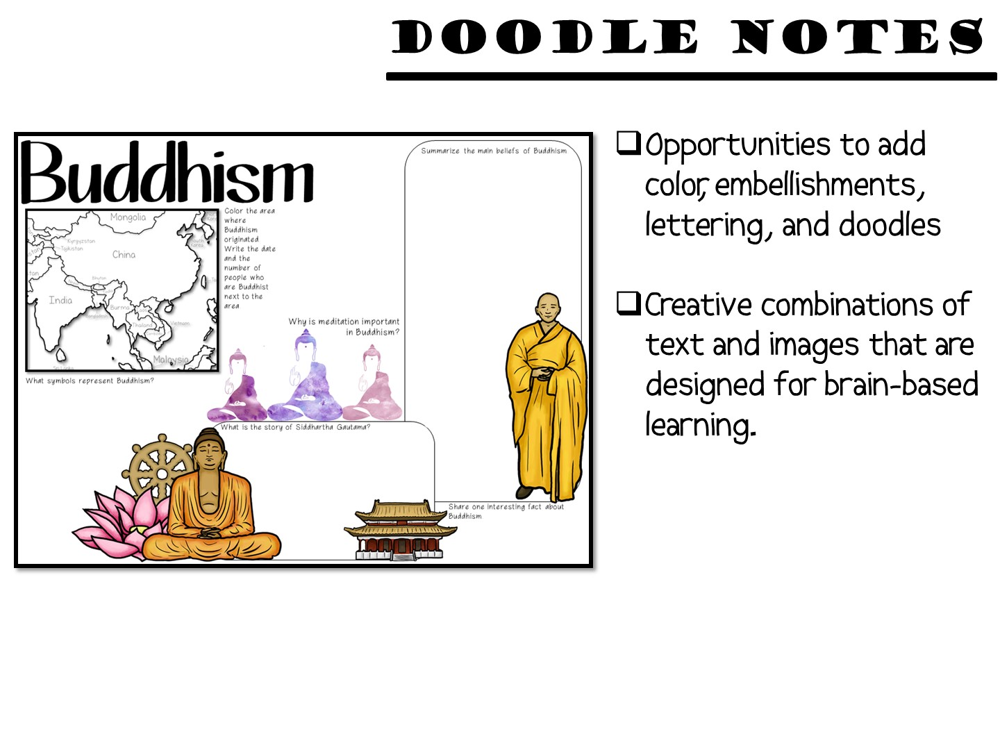 DOODLE NOTES
Buddhism
Mongolia
Kyrgyzstan
Tajikistan
China
South
Korea
India
Bhutan
Burma
Bangladesh
Laos
Thailand
Vietnam
Malaysia
Sri Lanka
Color the area
where
Buddhism
originated
Write the date
and the
number of
people who
are Buddhist
next to the
area
What symbols represent Buddhism?
Why is meditation important
in Buddhism?
What is the story of Siddhartha Gautama?
Summarize the main beliefs of Buddhism
Share one interesting fact about
Buddhism
Opportunities to add
color, embellishments,
lettering, and doodles
Creative combinations of
text and images that are
designed for brain-based
learning.